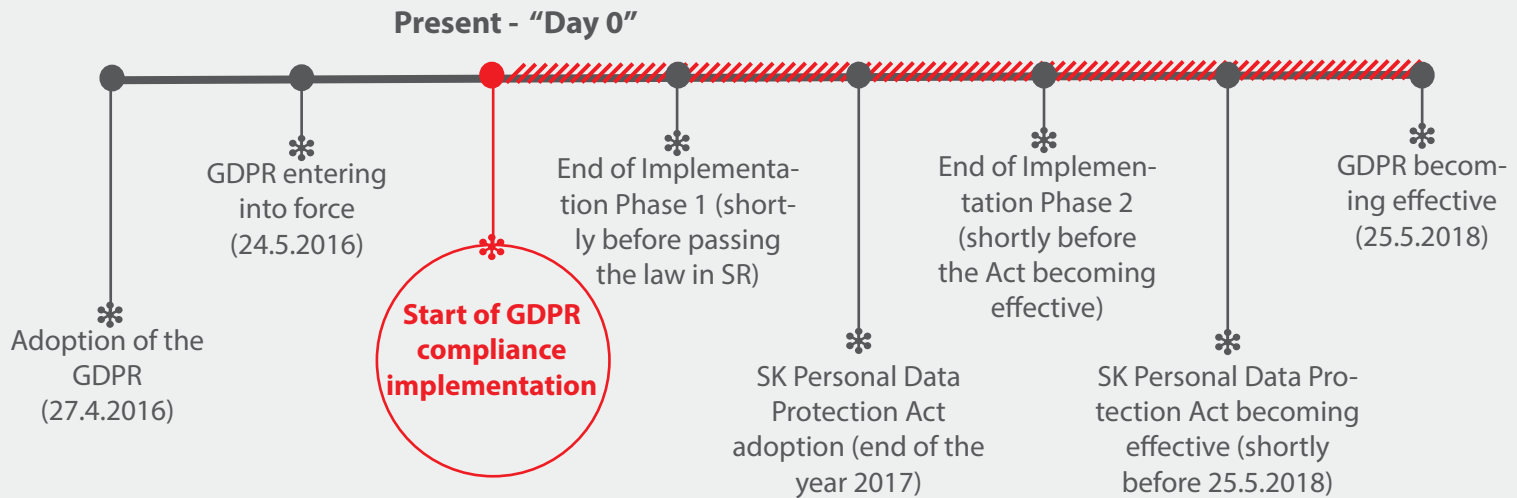 Present - “Day 0”
Adoption of the
GDPR
(27.4.2016)
GDPR entering
into force
(24.5.2016)
Start of GDPR
compliance
implementation
End of Implementa-
tion Phase 1 (short-
ly before passing
the law in SR)
SK Personal Data
Protection Act
adoption (end of the
year 2017)
End of Implemen-
tation Phase 2
(shortly before
the Act becoming
effective)
SK Personal Data Pro-
tection Act becoming
effective (shortly
before 25.5.2018)
GDPR becom-
ing effective
(25.5.2018)